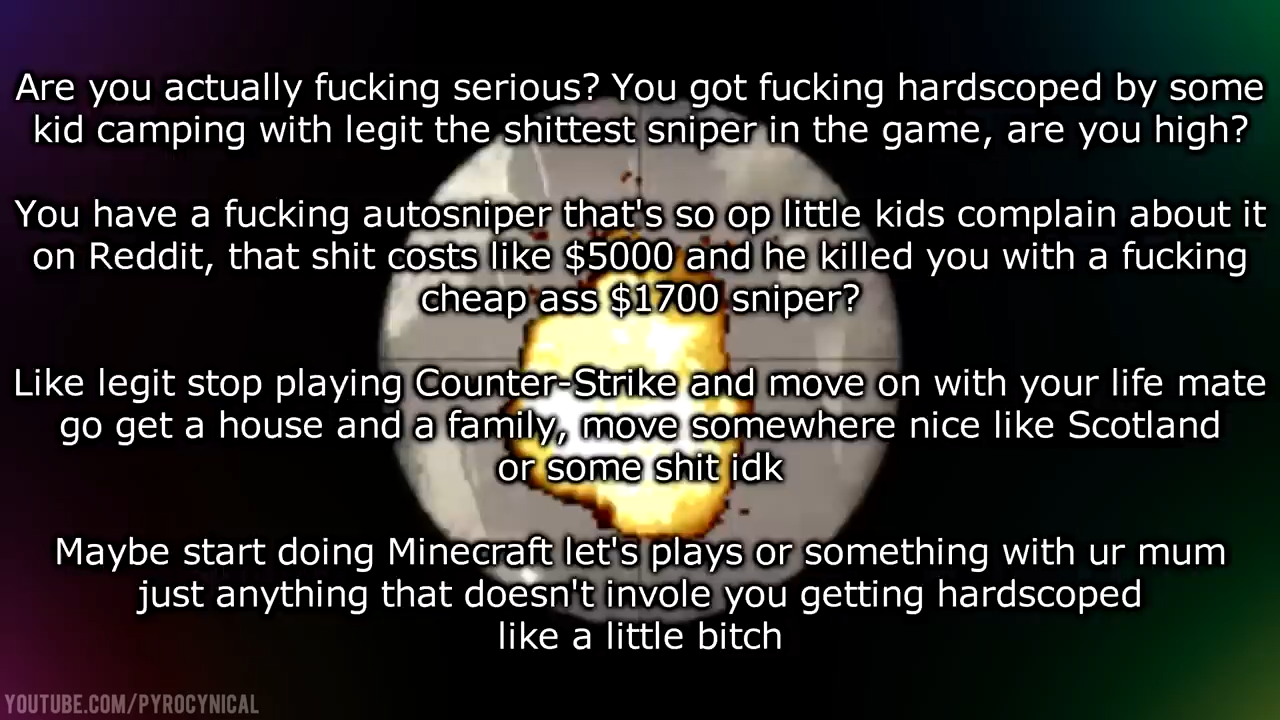 Are you actually fucking serious? You got fucking hardscoped by some
kid camping with legit the shittest sniper in the game, are you high?
You have a fucking autosniper that's so op little kids complain about it
on Reddit, that shit costs like $5000 and he killed you with a fucking
cheap ass $1700 sniper?
Like legit stop playing Counter-Strike and move on with your life mate
go get a house and a family, move somewhere nice like Scotland
or some shit idk
Maybe start doing Minecraft let's plays or something with ur mum
just anything that doesn't invole you getting hardscoped
like a little bitch
YOUTUBE.COM/PYROCYNICAL